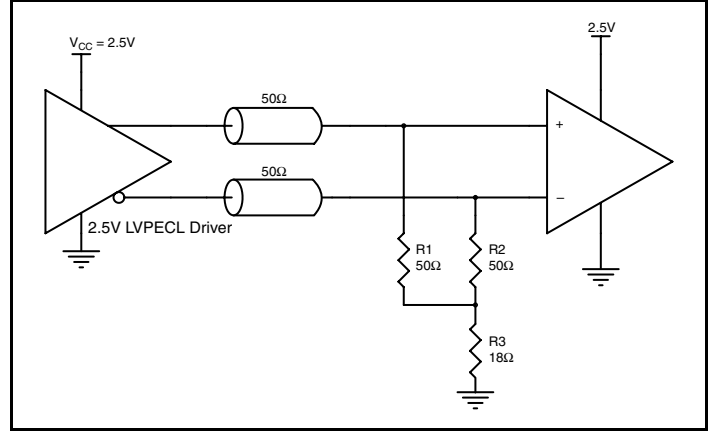 V_CC = 2.5V
2.5V
50Ω
50Ω
+
–
2.5V LVPECL Driver
R1
50Ω
R2
50Ω
R3
18Ω